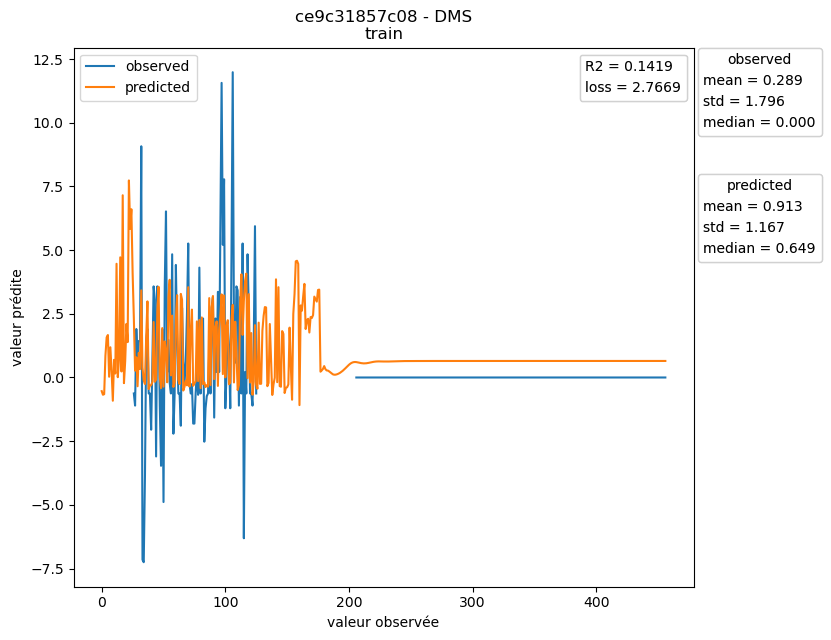 ce9c31857c08 - DMS
train
observed
predicted
R2 = 0.1419
loss = 2.7669
observed
mean = 0.289
std = 1.796
median = 0.000
predicted
mean = 0.913
std = 1.167
median = 0.649
valeur prédite
12.5
10.0
7.5
5.0
2.5
0.0
−2.5
−5.0
−7.5
0
100
200
300
400
valeur observée